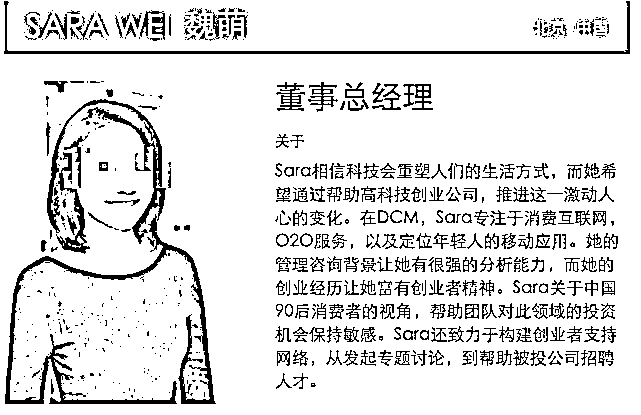 SARA WEI 魏萌
北京, 中国
董事总经理
关于
Sara相信科技会重塑人们的生活方式，而她希
望通过帮助高科技创业公司，推进这一激动人
心的变化。在DCM，Sara专注于消费互联网，
O2O服务，以及定位年轻人的移动应用。她的
管理咨询背景让她有很强的分析能力，而她的
创业经历让她富有创业者精神。Sara关于中国
90后消费者的视角，帮助团队对此领域的投资
机会保持敏感。Sara还致力于构建创业者支持
网络，从发起专题讨论，到帮助被投公司招聘
人才。